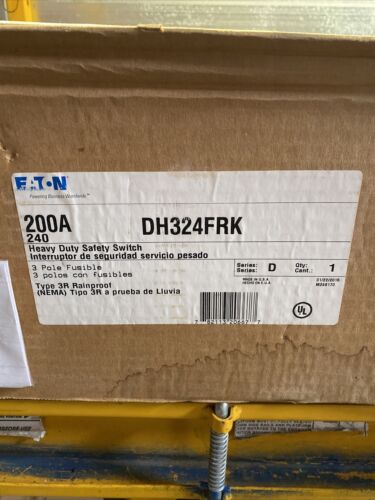 EATON
Powering Business Worldwide
200A
DH324FRK
240
Heavy Duty Safety Switch
Interruptor de seguridad servicio pesado
3 Pole Fusible
3 polos con fusibles
Type 3R Rainproof
(NEMA) Tipo 3R a prueba de Lluvia
Series:
Series:
D
Qty:
Cant.:
1
MADE IN U.S.A.
HECHO EN E.U.A.
UL